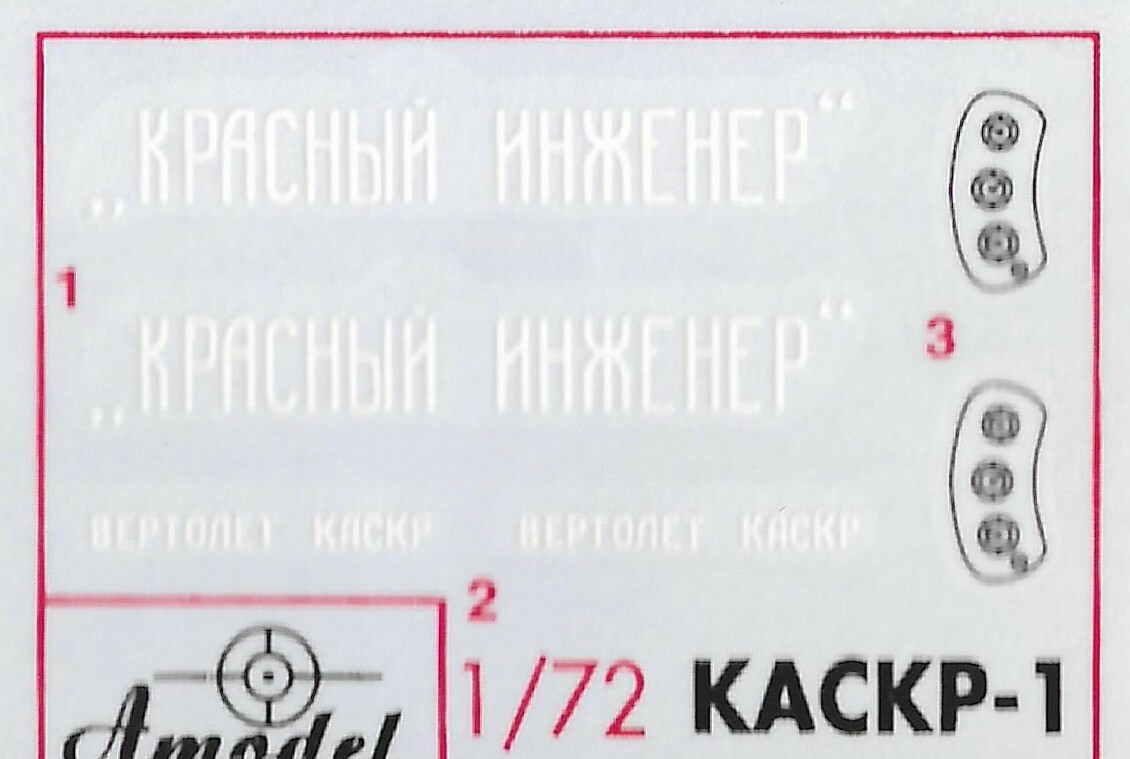 „КРАСНЫЙ ИНЖЕНЕР“
1
„КРАСНЫЙ ИНЖЕНЕР“
3
ВЕРТОЛЕТ КАСКР ВЕРТОЛЕТ КАСКР
2
Amodel
1/72 КАСКР-1